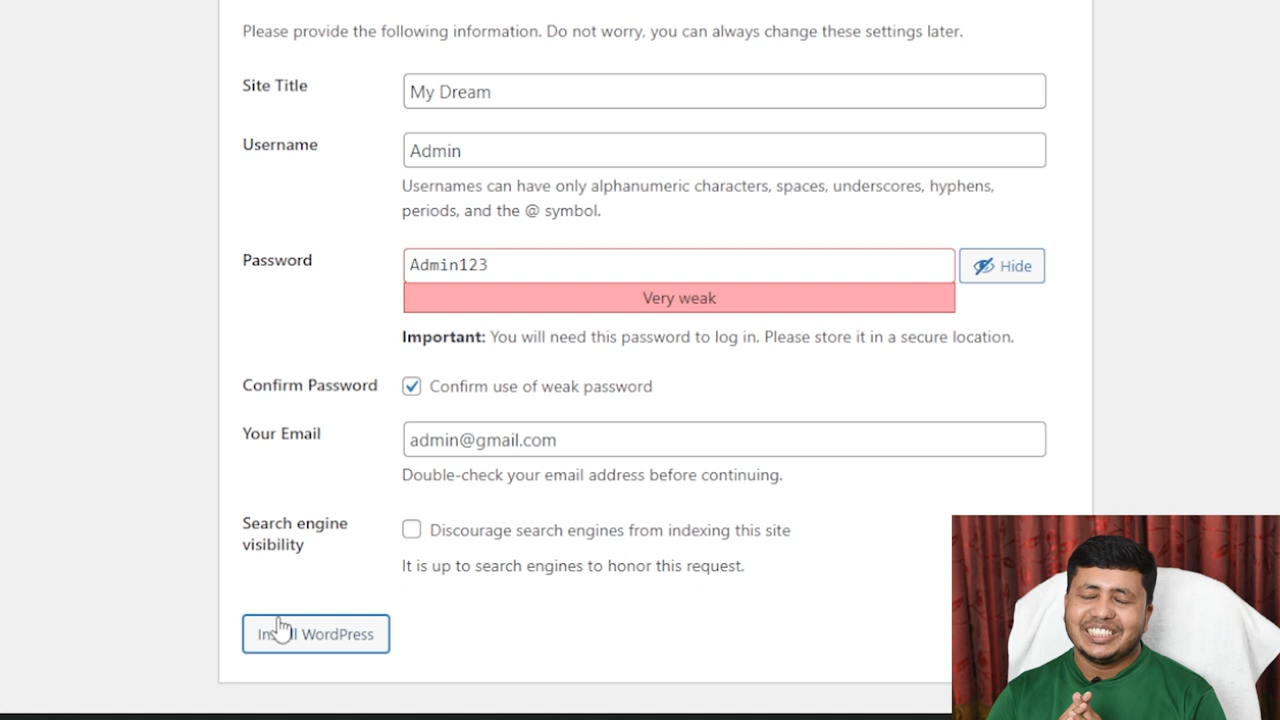 Please provide the following information. Do not worry, you can always change these settings later.
Site Title
My Dream
Username
Admin
Usernames can have only alphanumeric characters, spaces, underscores, hyphens,
periods, and the @ symbol.
Password
Admin123
Hide
Very weak
Important: You will need this password to log in. Please store it in a secure location.
Confirm Password
Confirm use of weak password
Your Email
admin@gmail.com
Double-check your email address before continuing.
Search engine
visibility
Discourage search engines from indexing this site
It is up to search engines to honor this request.
Install WordPress